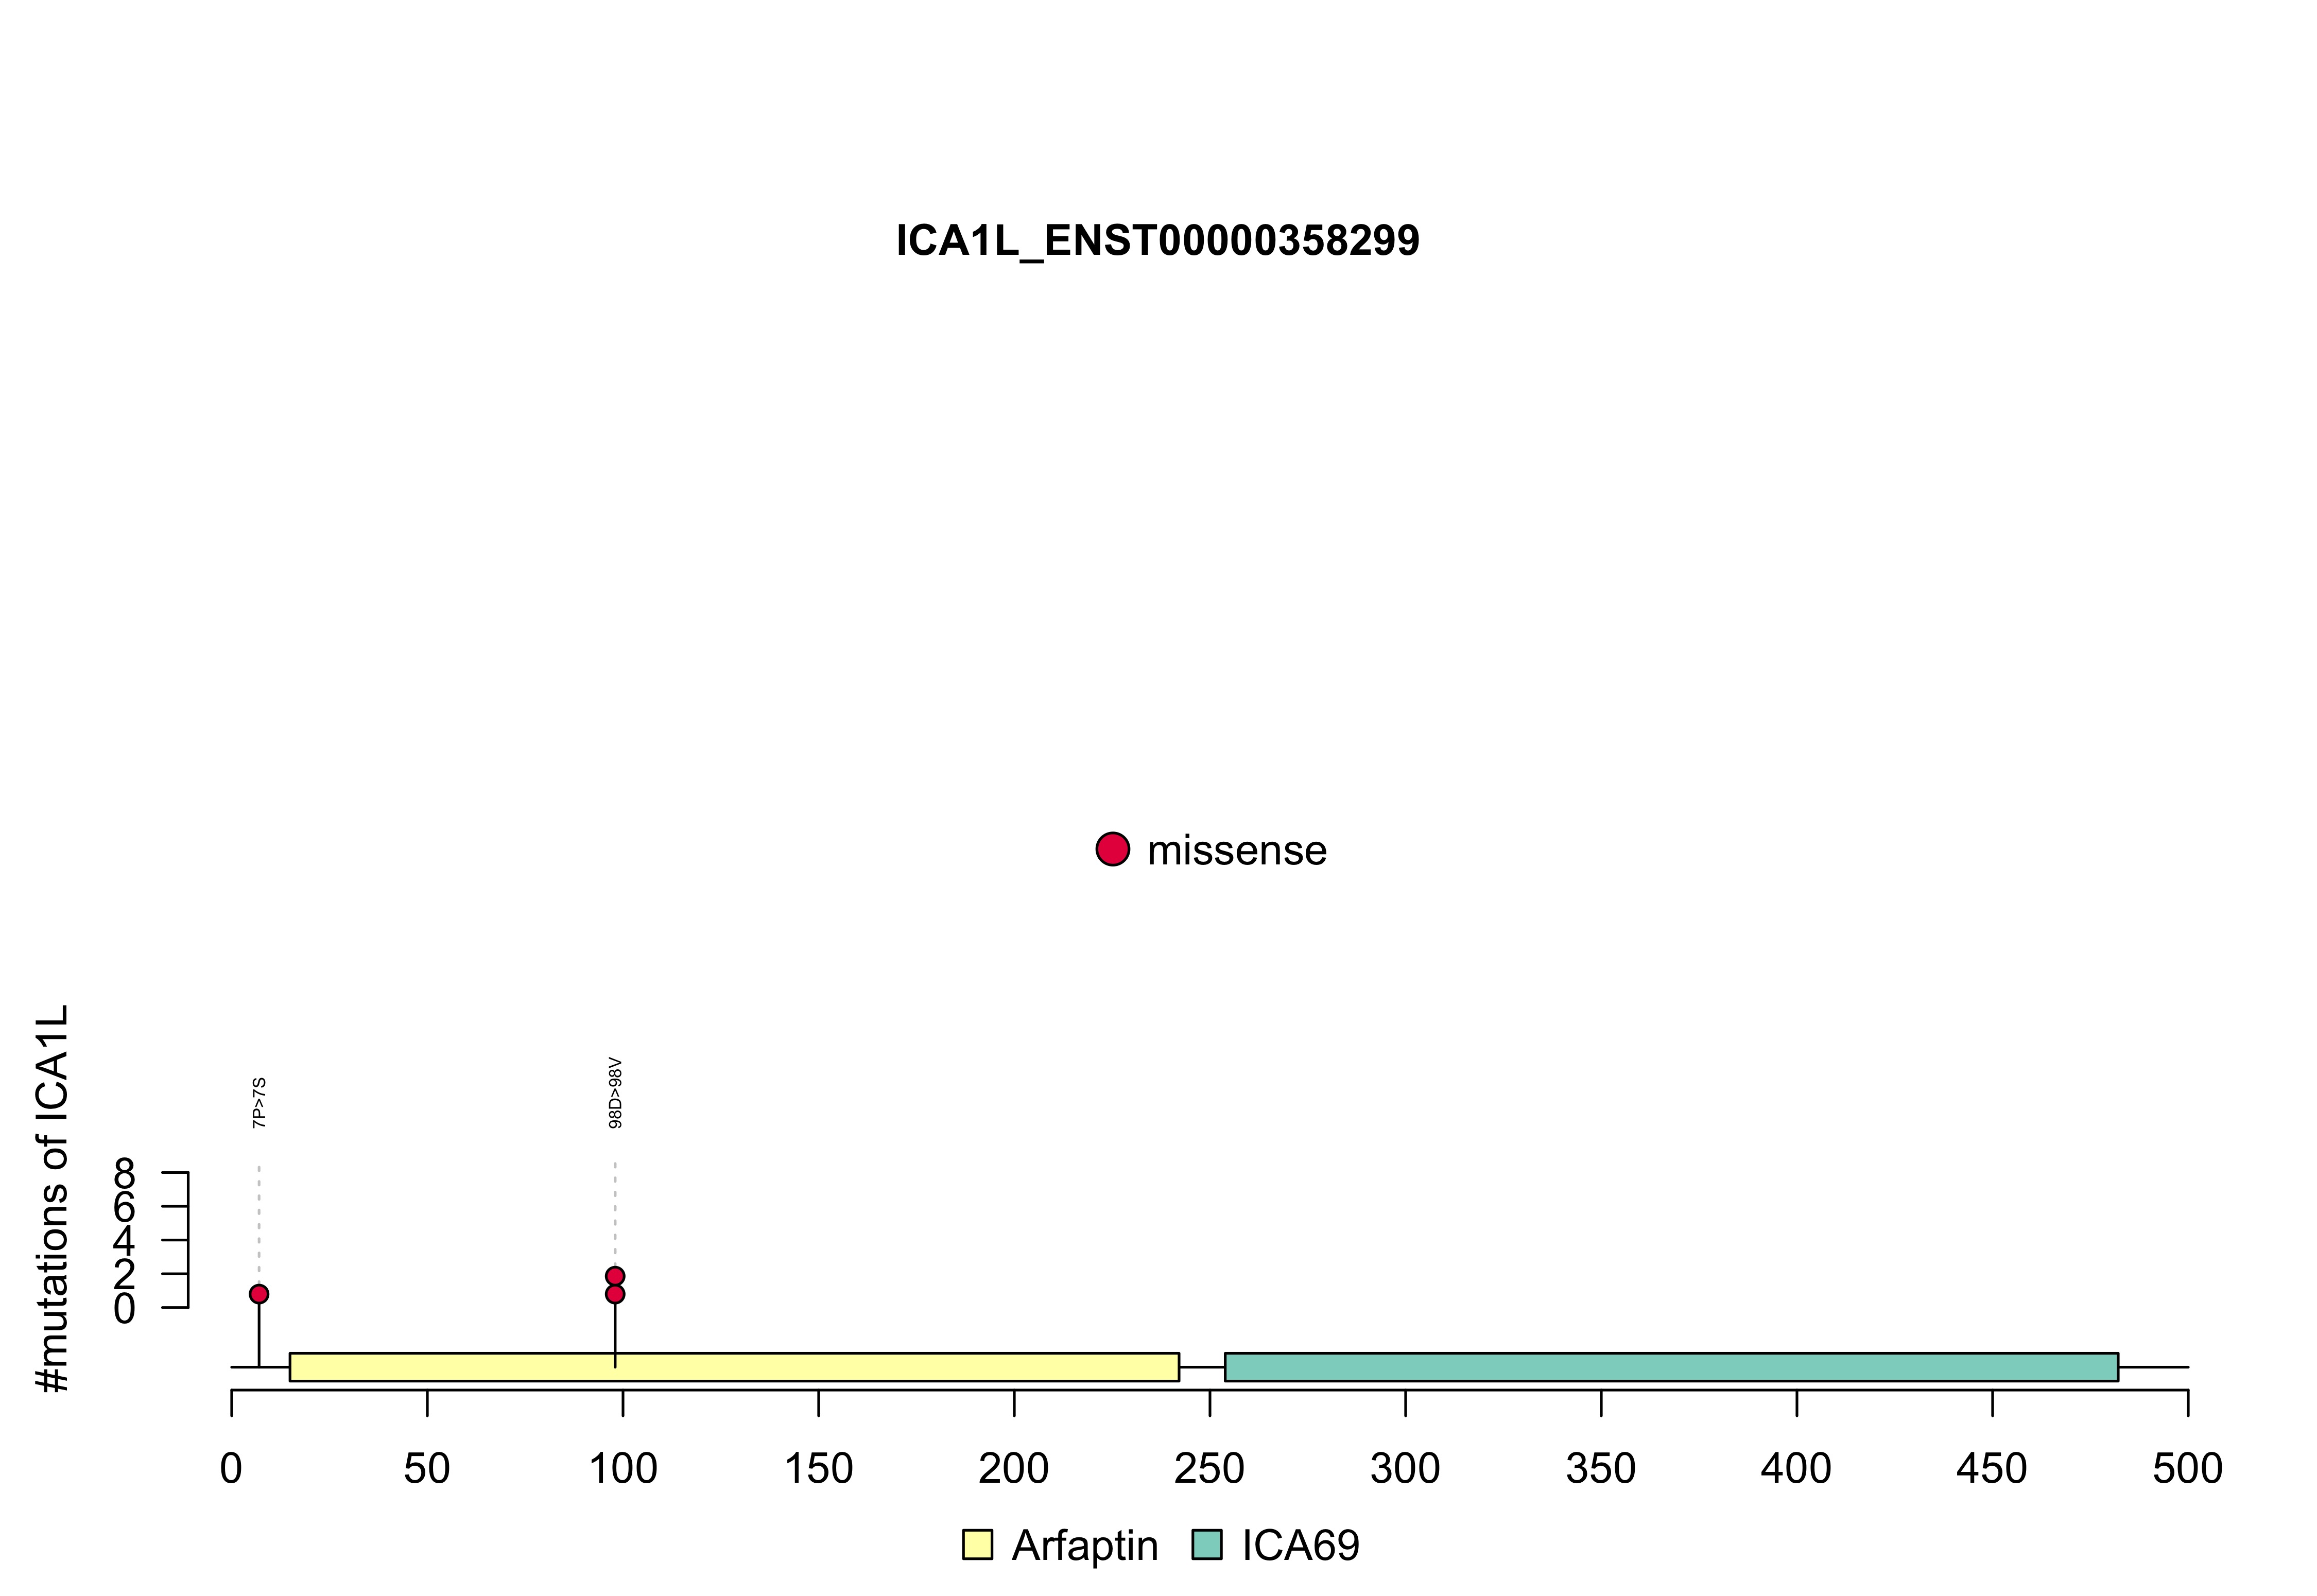 ICA1L_ENST00000358299
missense
#mutations of ICA1L
7P>7S
98D>98V
8
6
4
2
0
0 50 100 150 200 250 300 350 400 450 500
Arfaptin ICA69